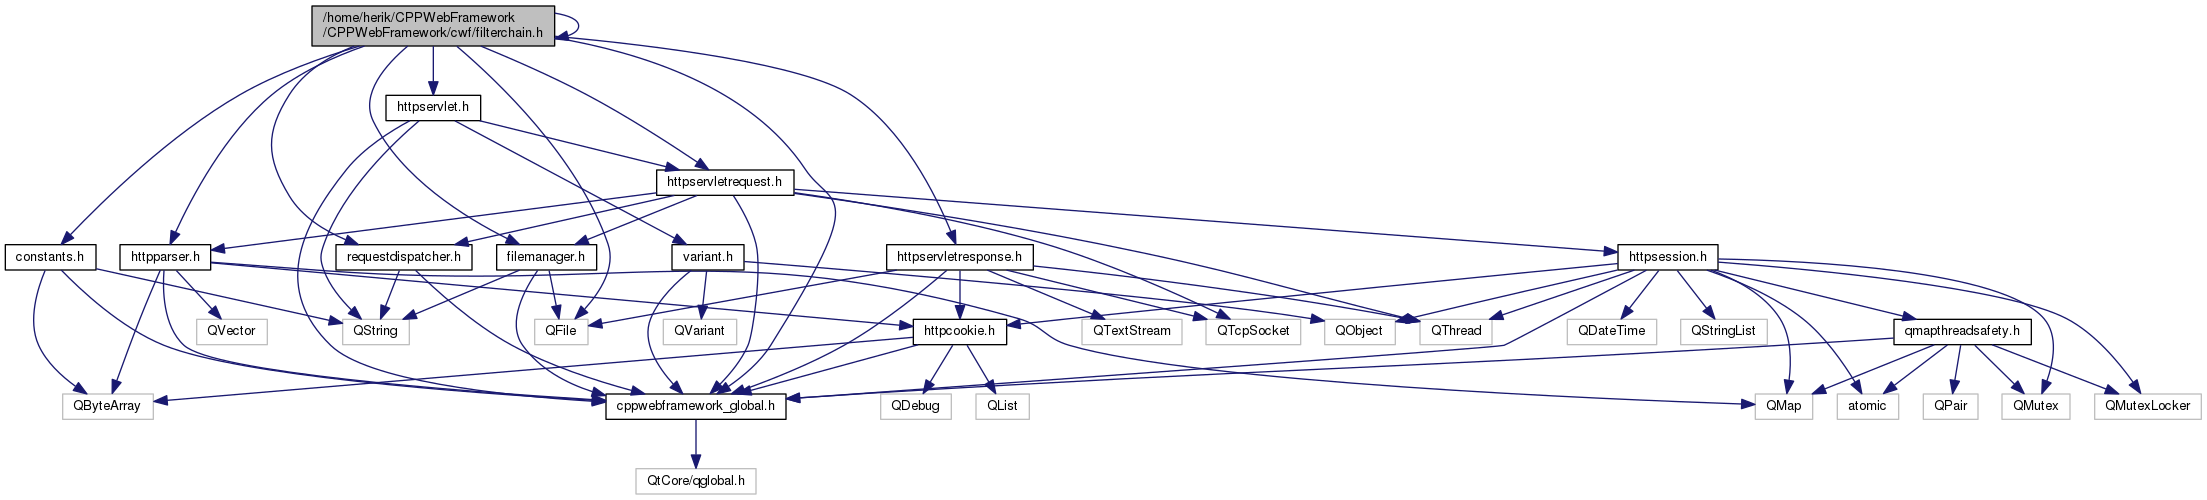 /home/herik/CPPWebFramework
/CPPWebFramework/cwf/filterchain.h
httpservlet.h
httpservletrequest.h
constants.h
httpparser.h
requestdispatcher.h
filemanager.h
variant.h
httpservletresponse.h
httpsession.h
QVector
QString
QFile
QVariant
httpcookie.h
QTextStream
QTcpSocket
QObject
QThread
QDateTime
QStringList
qmapthreadsafety.h
QByteArray
cppwebframework_global.h
QDebug
QList
QMap
atomic
QPair
QMutex
QMutexLocker
QtCore/qglobal.h